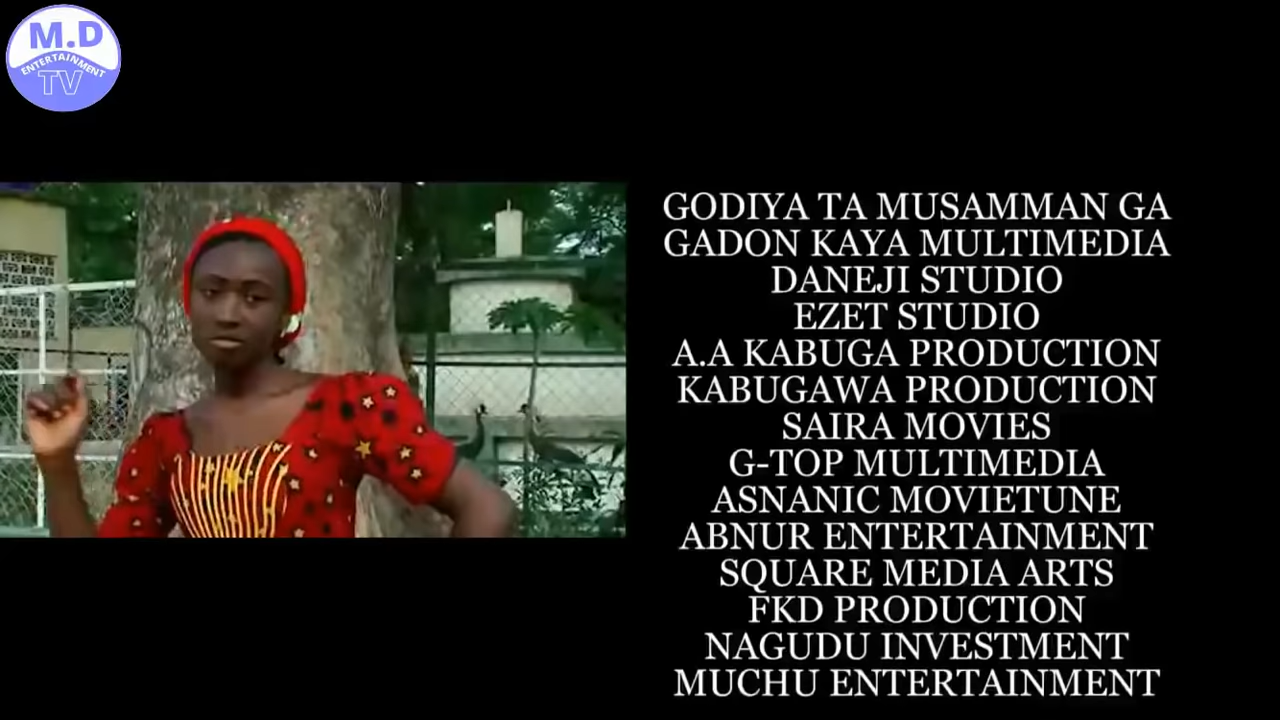 M.D
ENTERTAINMENT
TV
GODIYA TA MUSAMMAN GA
GADON KAYA MULTIMEDIA
DANEJI STUDIO
EZET STUDIO
A.A KABUGA PRODUCTION
KABUGAWA PRODUCTION
SAIRA MOVIES
G-TOP MULTIMEDIA
ASNANIC MOVIETUNE
ABNUR ENTERTAINMENT
SQUARE MEDIA ARTS
FKD PRODUCTION
NAGUDU INVESTMENT
MUCHU ENTERTAINMENT